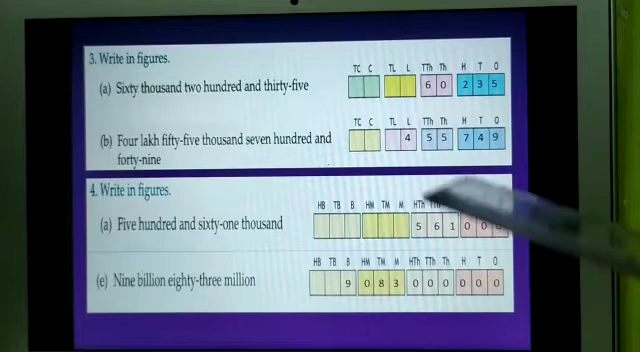 3. Write in figures.
TC C TL L TTh Th H T O
(a) Sixty thousand two hundred and thirty-five 6 0 2 3 5
TC C TL L TTh Th H T O
(b) Four lakh fifty-five thousand seven hundred and 4 5 5 7 4 9
forty-nine
4. Write in figures.
HB TB B HM TM M HTh
(a) Five hundred and sixty-one thousand 5 6 1 0 0 0
HB TB B HM TM M HTh TTh Th H T O
(e) Nine billion eighty-three million 9 0 8 3 0 0 0 0 0 0